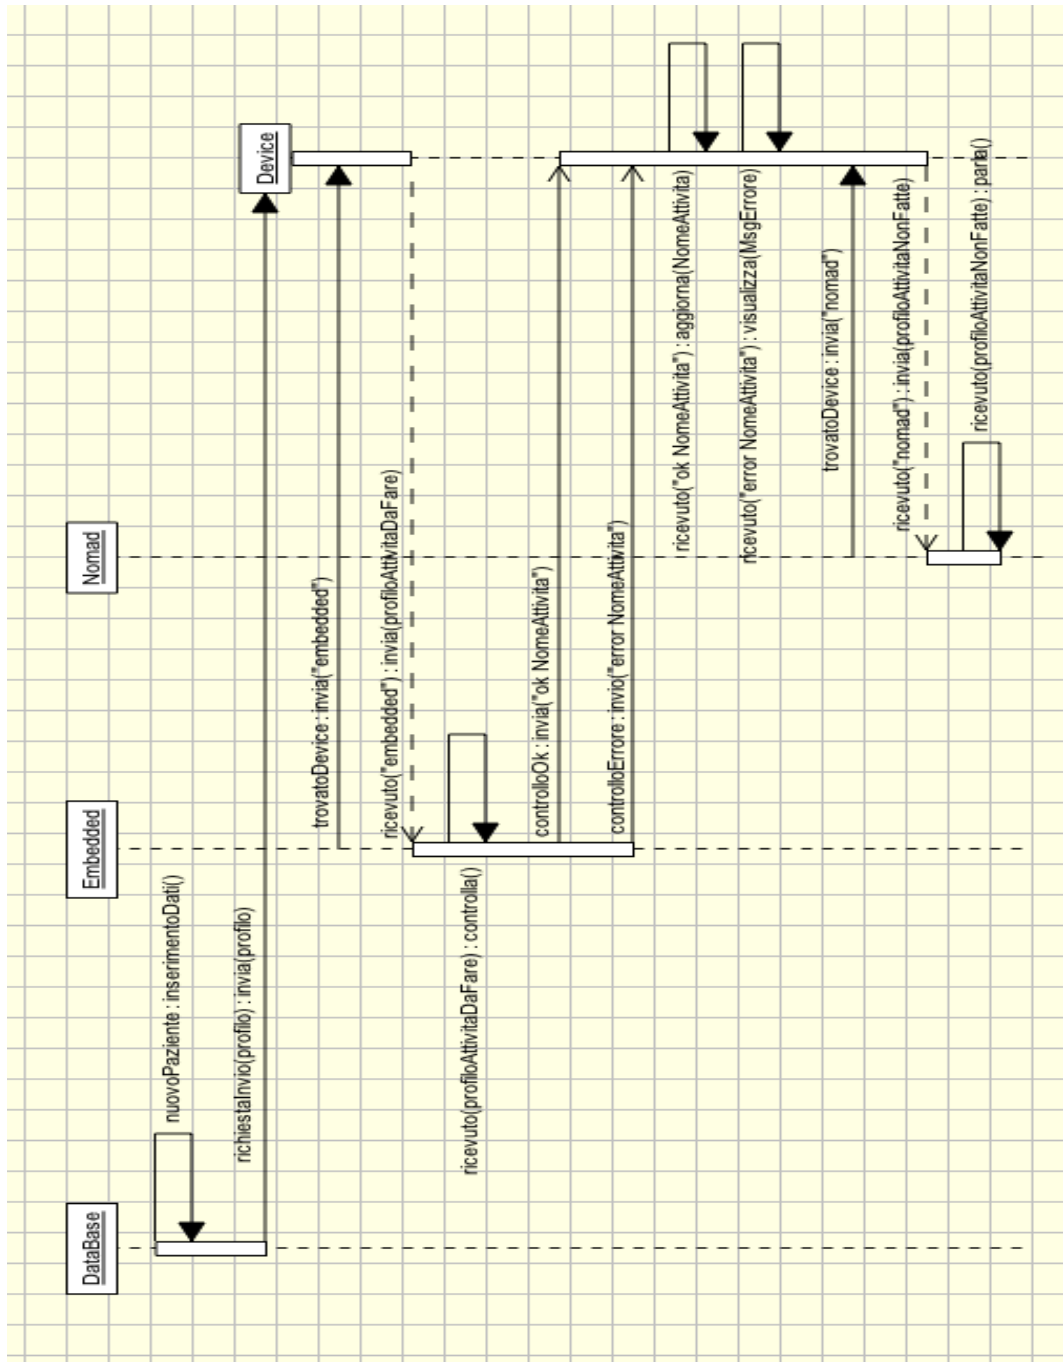 DataBase
Embedded
Nomad
nuovoPaziente : inserimentoDati()
richiestaInvio(profilo) : invia(profilo)
Device
trovatoDevice : invia("embedded")
ricevuto("embedded") : invia(profiloAttivitaDaFare)
ricevuto(profiloAttivitaDaFare) : controlla()
controlloOk : invia("ok NomeAttivita")
controlloErrore : invio("error NomeAttivita")
ricevuto("ok NomeAttivita") : aggiorna(NomeAttivita)
ricevuto("error NomeAttivita") : visualizza(MsgErrore)
trovatoDevice : invia("nomad")
ricevuto("nomad") : invia(profiloAttivitaNonFatte)
ricevuto(profiloAttivitaNonFatte) : parla()